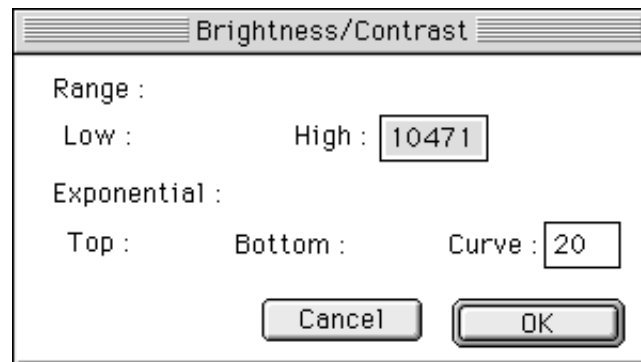 Brightness/Contrast
Range :
Low : High : 10471
Exponential :
Top : Bottom : Curve : 20
Cancel OK